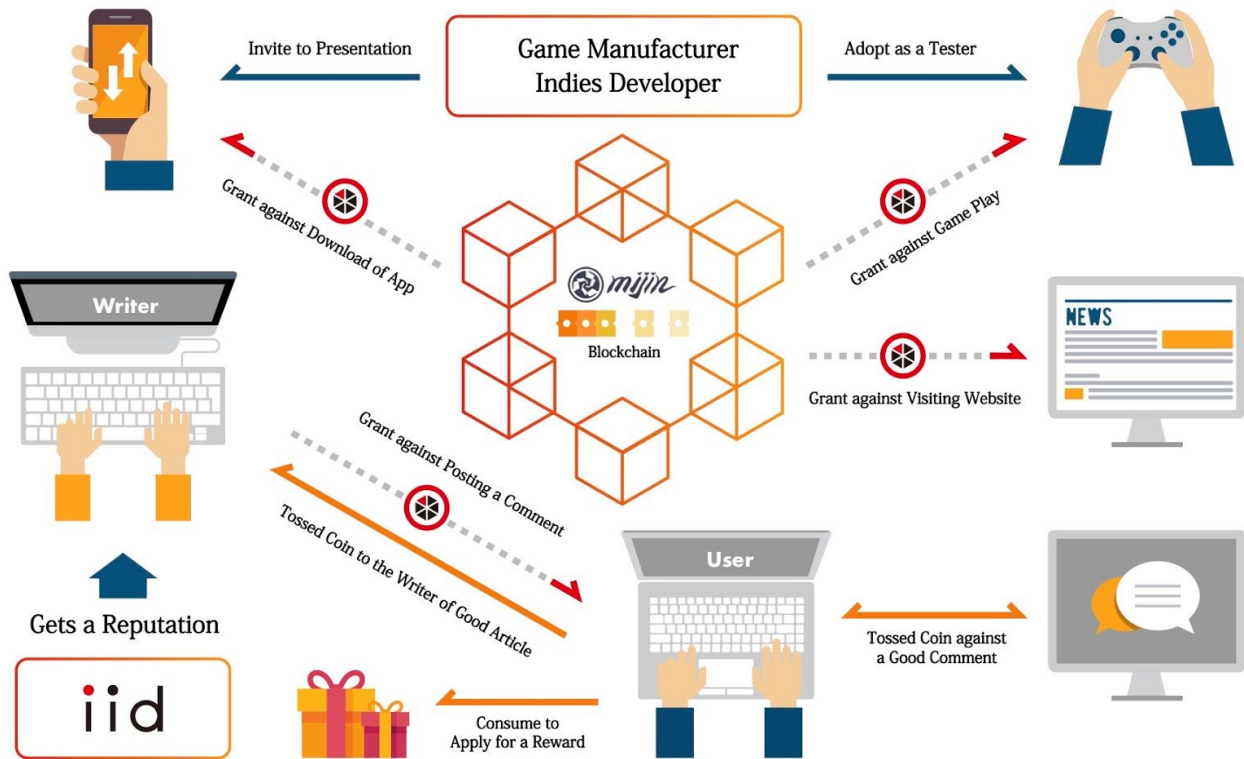 Invite to Presentation
Game Manufacturer
Indies Developer
Adopt as a Tester
Grant against Download of App
Grant against Game Play
mijin
Blockchain
Writer
NEWS
Grant against Visiting Website
Grant against Posting a Comment
Tossed Coin to the Writer of Good Article
User
Gets a Reputation
iid
Tossed Coin against
a Good Comment
Consume to
Apply for a Reward